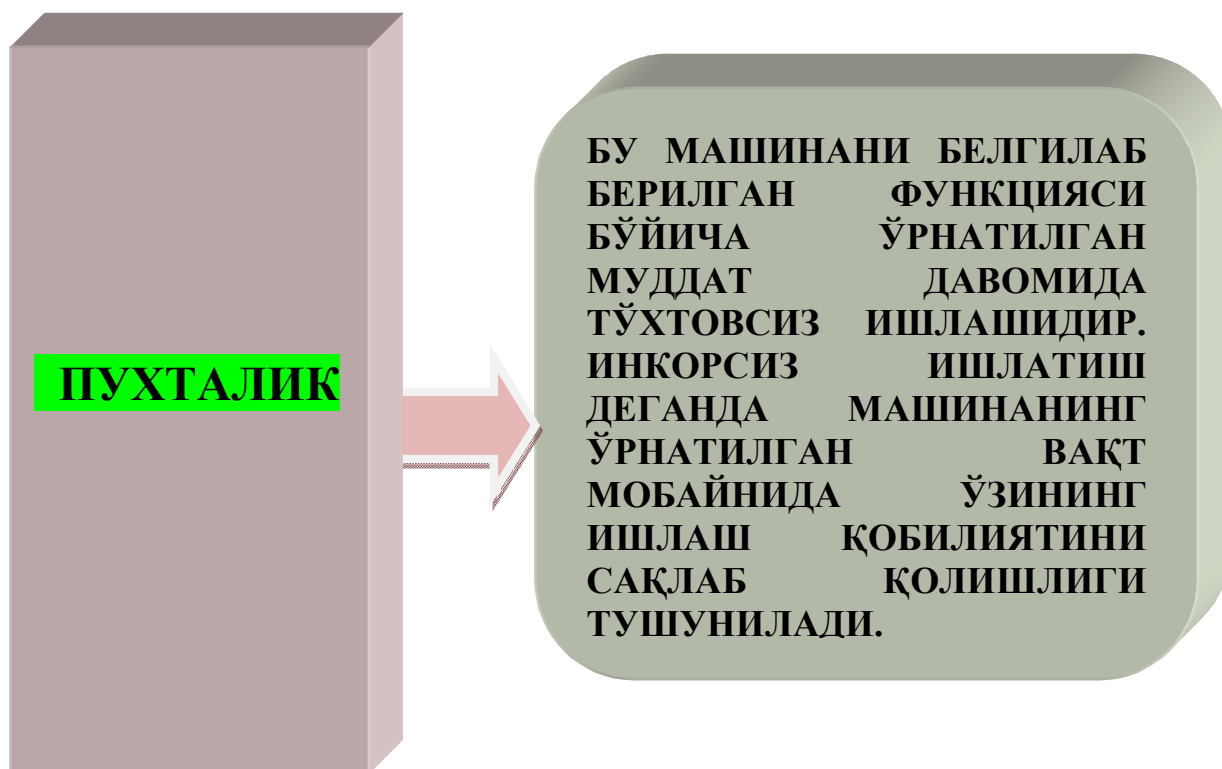 ПУХТАЛИК
БУ МАШИНАНИ БЕЛГИЛАБ
БЕРИЛГАН ФУНКЦИЯСИ
БЎЙИЧА ЎРНАТИЛГАН
МУДДАТ ДАВОМИДА
ТЎХТОВСИЗ ИШЛАШИДИР.
ИНКОРСИЗ ИШЛАТИШ
ДЕГАНДА МАШИНАНИНГ
ЎРНАТИЛГАН ВАҚТ
МОБАЙНИДА ЎЗИНИНГ
ИШЛАШ ҚОБИЛИЯТИНИ
САҚЛАБ ҚОЛИШЛИГИ
ТУШУНИЛАДИ.